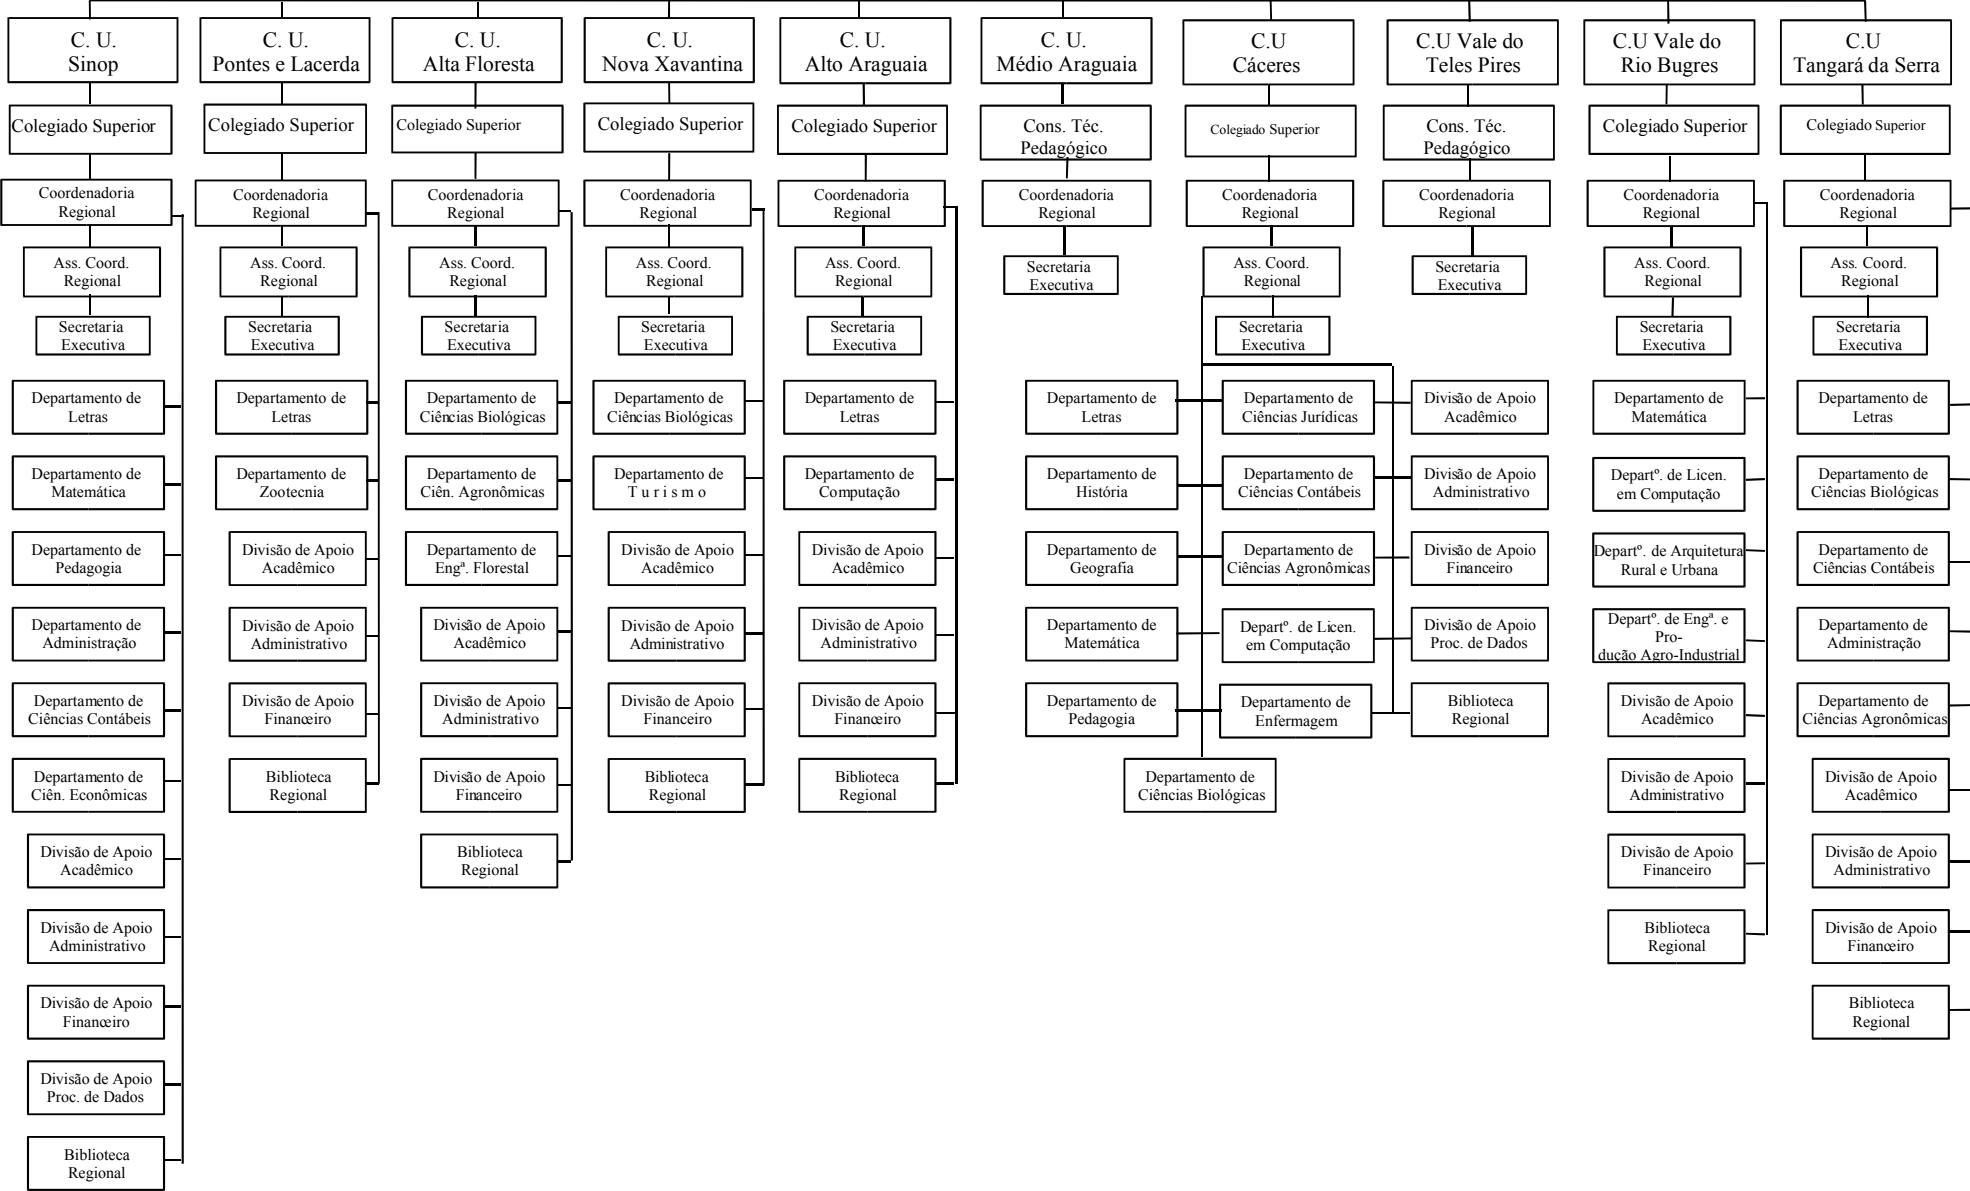 C. U.
Sinop
Colegiado Superior
Coordenadoria
Regional
Ass. Coord.
Regional
Secretaria
Executiva
Departamento de
Letras
Departamento de
Matemática
Departamento de
Pedagogia
Departamento de
Administração
Departamento de
Ciências Contábeis
Departamento de
Ciên. Econômicas
Divisão de Apoio
Acadêmico
Divisão de Apoio
Administrativo
Divisão de Apoio
Financeiro
Divisão de Apoio
Proc. de Dados
Biblioteca
Regional
C. U.
Pontes e Lacerda
Colegiado Superior
Coordenadoria
Regional
Ass. Coord.
Regional
Secretaria
Executiva
Departamento de
Letras
Departamento de
Zootecnia
Divisão de Apoio
Acadêmico
Divisão de Apoio
Administrativo
Divisão de Apoio
Financeiro
Biblioteca
Regional
C. U.
Alta Floresta
Colegiado Superior
Coordenadoria
Regional
Ass. Coord.
Regional
Secretaria
Executiva
Departamento de
Ciências Biológicas
Departamento de
Ciên. Agronômicas
Departamento de
Engª. Florestal
Divisão de Apoio
Acadêmico
Divisão de Apoio
Administrativo
Divisão de Apoio
Financeiro
Biblioteca
Regional
C. U.
Nova Xavantina
Colegiado Superior
Coordenadoria
Regional
Ass. Coord.
Regional
Secretaria
Executiva
Departamento de
Ciências Biológicas
Departamento de
T u r i s m o
Divisão de Apoio
Acadêmico
Divisão de Apoio
Administrativo
Divisão de Apoio
Financeiro
Biblioteca
Regional
C. U.
Alto Araguaia
Colegiado Superior
Coordenadoria
Regional
Ass. Coord.
Regional
Secretaria
Executiva
Departamento de
Letras
Departamento de
Computação
Divisão de Apoio
Acadêmico
Divisão de Apoio
Administrativo
Divisão de Apoio
Financeiro
Biblioteca
Regional
C. U.
Médio Araguaia
Cons. Téc.
Pedagógico
Coordenadoria
Regional
Secretaria
Executiva
C.U
Cáceres
Colegiado Superior
Coordenadoria
Regional
Ass. Coord.
Regional
Secretaria
Executiva
Departamento de
Letras
Departamento de
História
Departamento de
Geografia
Departamento de
Matemática
Departamento de
Pedagogia
Departamento de
Ciências Jurídicas
Departamento de
Ciências Contábeis
Departamento de
Ciências Agronômicas
Departº. de Licen.
em Computação
Departamento de
Enfermagem
Departamento de
Ciências Biológicas
Divisão de Apoio
Acadêmico
Divisão de Apoio
Administrativo
Divisão de Apoio
Financeiro
Divisão de Apoio
Proc. de Dados
Biblioteca
Regional
C.U Vale do
Teles Pires
Cons. Téc.
Pedagógico
Coordenadoria
Regional
Secretaria
Executiva
C.U Vale do
Rio Bugres
Colegiado Superior
Coordenadoria
Regional
Ass. Coord.
Regional
Secretaria
Executiva
Departamento de
Matemática
Departº. de Licen.
em Computação
Departº. de Arquitetura
Rural e Urbana
Departº. de Engª. e
Pro-
dução Agro-Industrial
Divisão de Apoio
Acadêmico
Divisão de Apoio
Administrativo
Divisão de Apoio
Financeiro
Biblioteca
Regional
C.U
Tangará da Serra
Colegiado Superior
Coordenadoria
Regional
Ass. Coord.
Regional
Secretaria
Executiva
Departamento de
Letras
Departamento de
Ciências Biológicas
Departamento de
Ciências Contábeis
Departamento de
Administração
Departamento de
Ciências Agronômicas
Divisão de Apoio
Acadêmico
Divisão de Apoio
Administrativo
Divisão de Apoio
Financeiro
Biblioteca
Regional